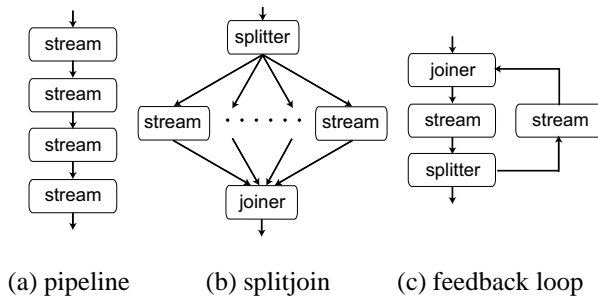 stream
stream
stream
stream
splitter
stream . . . . . . stream
joiner
joiner
stream
stream
splitter
(a) pipeline
(b) splitjoin
(c) feedback loop